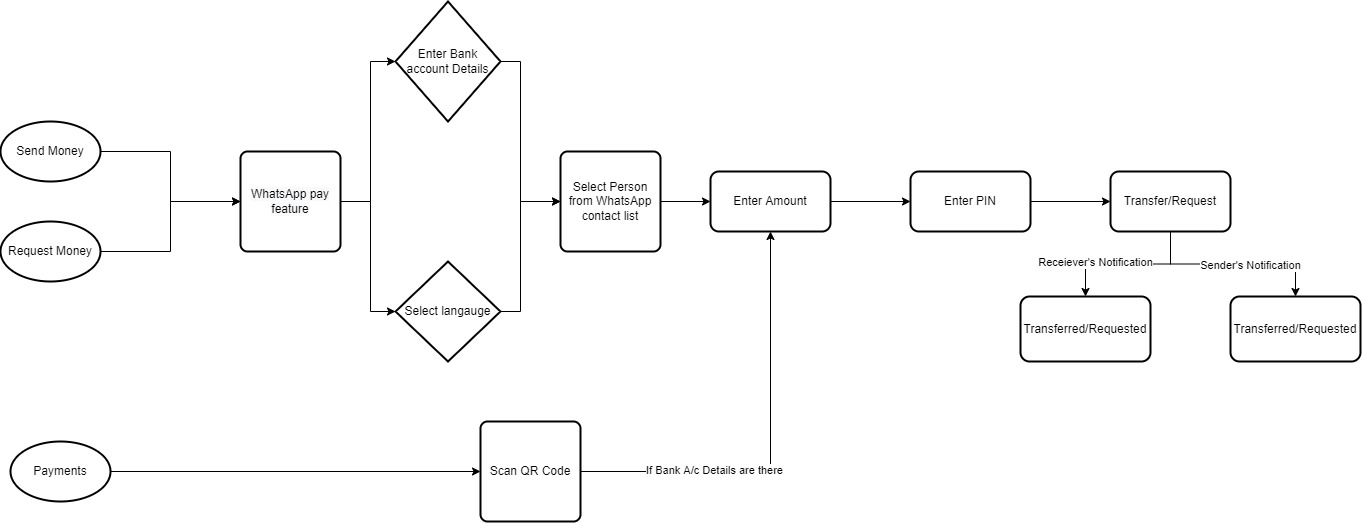 Enter Bank
account Details
Send Money
WhatsApp pay
feature
Select Person
from WhatsApp
contact list
Enter Amount
Enter PIN
Transfer/Request
Request Money
Receiever's Notification
Sender's Notification
Select langauge
Transferred/Requested
Transferred/Requested
Payments
Scan QR Code
If Bank A/c Details are there